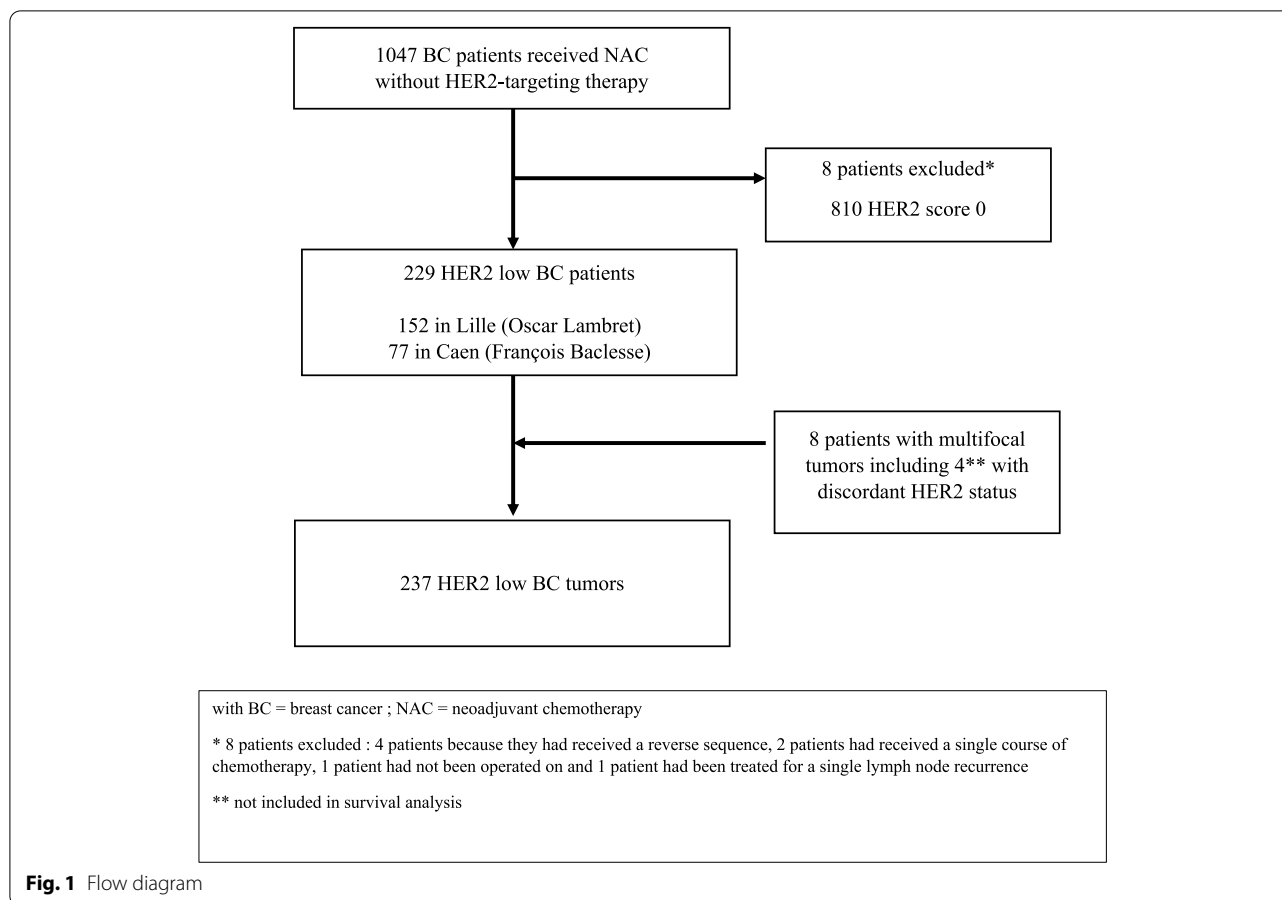 1047 BC patients received NAC
without HER2-targeting therapy
8 patients excluded*
810 HER2 score 0
229 HER2 low BC patients
152 in Lille (Oscar Lambret)
77 in Caen (François Baclesse)
8 patients with multifocal
tumors including 4** with
discordant HER2 status
237 HER2 low BC tumors
with BC = breast cancer ; NAC = neoadjuvant chemotherapy
* 8 patients excluded : 4 patients because they had received a reverse sequence, 2 patients had received a single course of
chemotherapy, 1 patient had not been operated on and 1 patient had been treated for a single lymph node recurrence
** not included in survival analysis
Fig. 1 Flow diagram